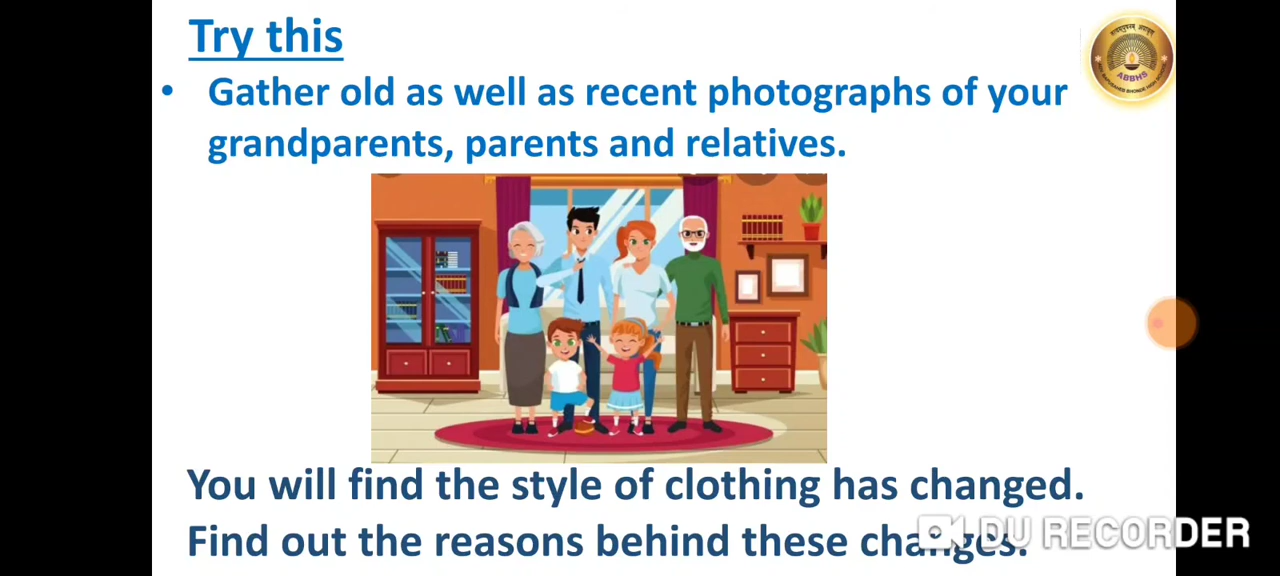 Try this
• Gather old as well as recent photographs of your
grandparents, parents and relatives.
ABBHS
You will find the style of clothing has changed.
Find out the reasons behind these changes.
DU RECORDER